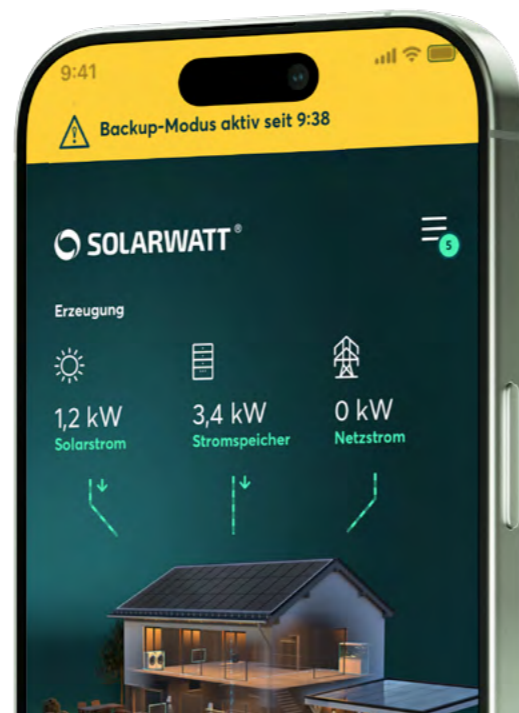 9:41
Backup-Modus aktiv seit 9:38
SOLARWATT®
5
Erzeugung
1,2 kW
Solarstrom
3,4 kW
Stromspeicher
0 kW
Netzstrom